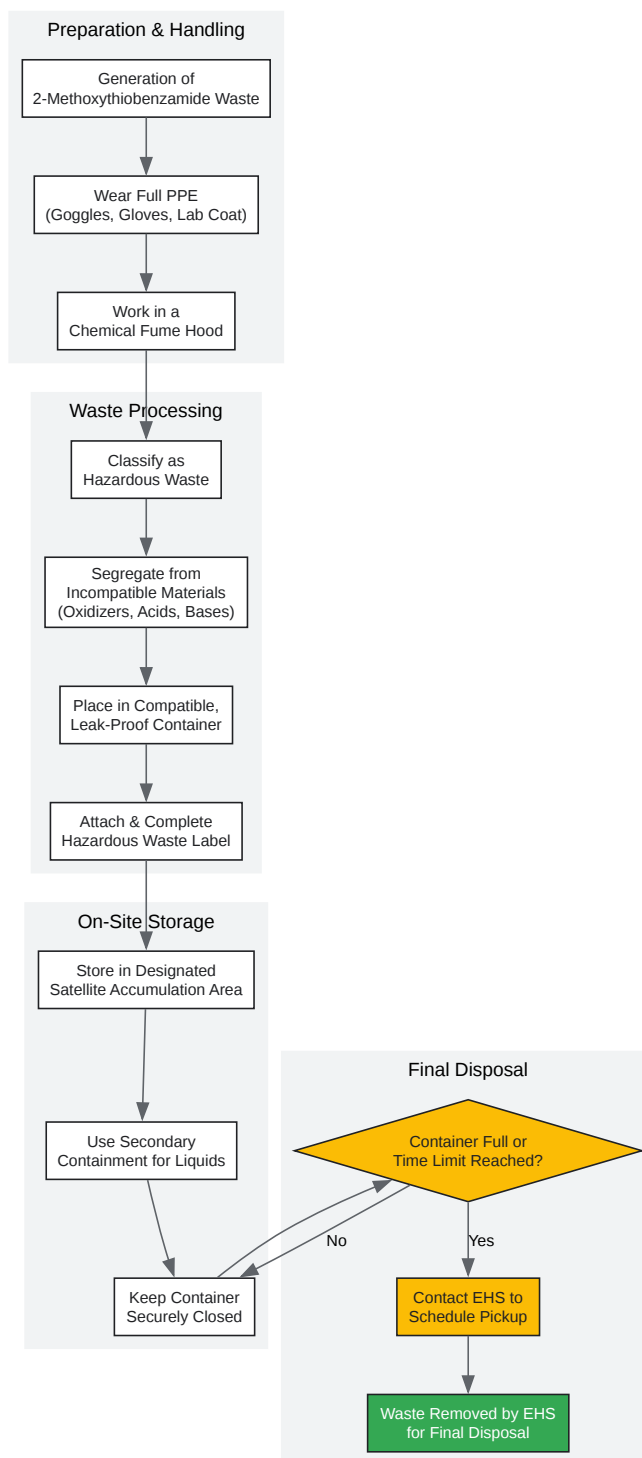 Preparation & Handling
Generation of
2-Methoxythiobenzamide Waste
Wear Full PPE
(Goggles, Gloves, Lab Coat)
Work in a
Chemical Fume Hood
Waste Processing
Classify as
Hazardous Waste
Segregate from
Incompatible Materials
(Oxidizers, Acids, Bases)
Place in Compatible,
Leak-Proof Container
Attach & Complete
Hazardous Waste Label
On-Site Storage
Store in Designated
Satellite Accumulation Area
Use Secondary
Containment for Liquids
Keep Container
Securely Closed
Final Disposal
Container Full or
Time Limit Reached?
No
Yes
Contact EHS to
Schedule Pickup
Waste Removed by EHS
for Final Disposal